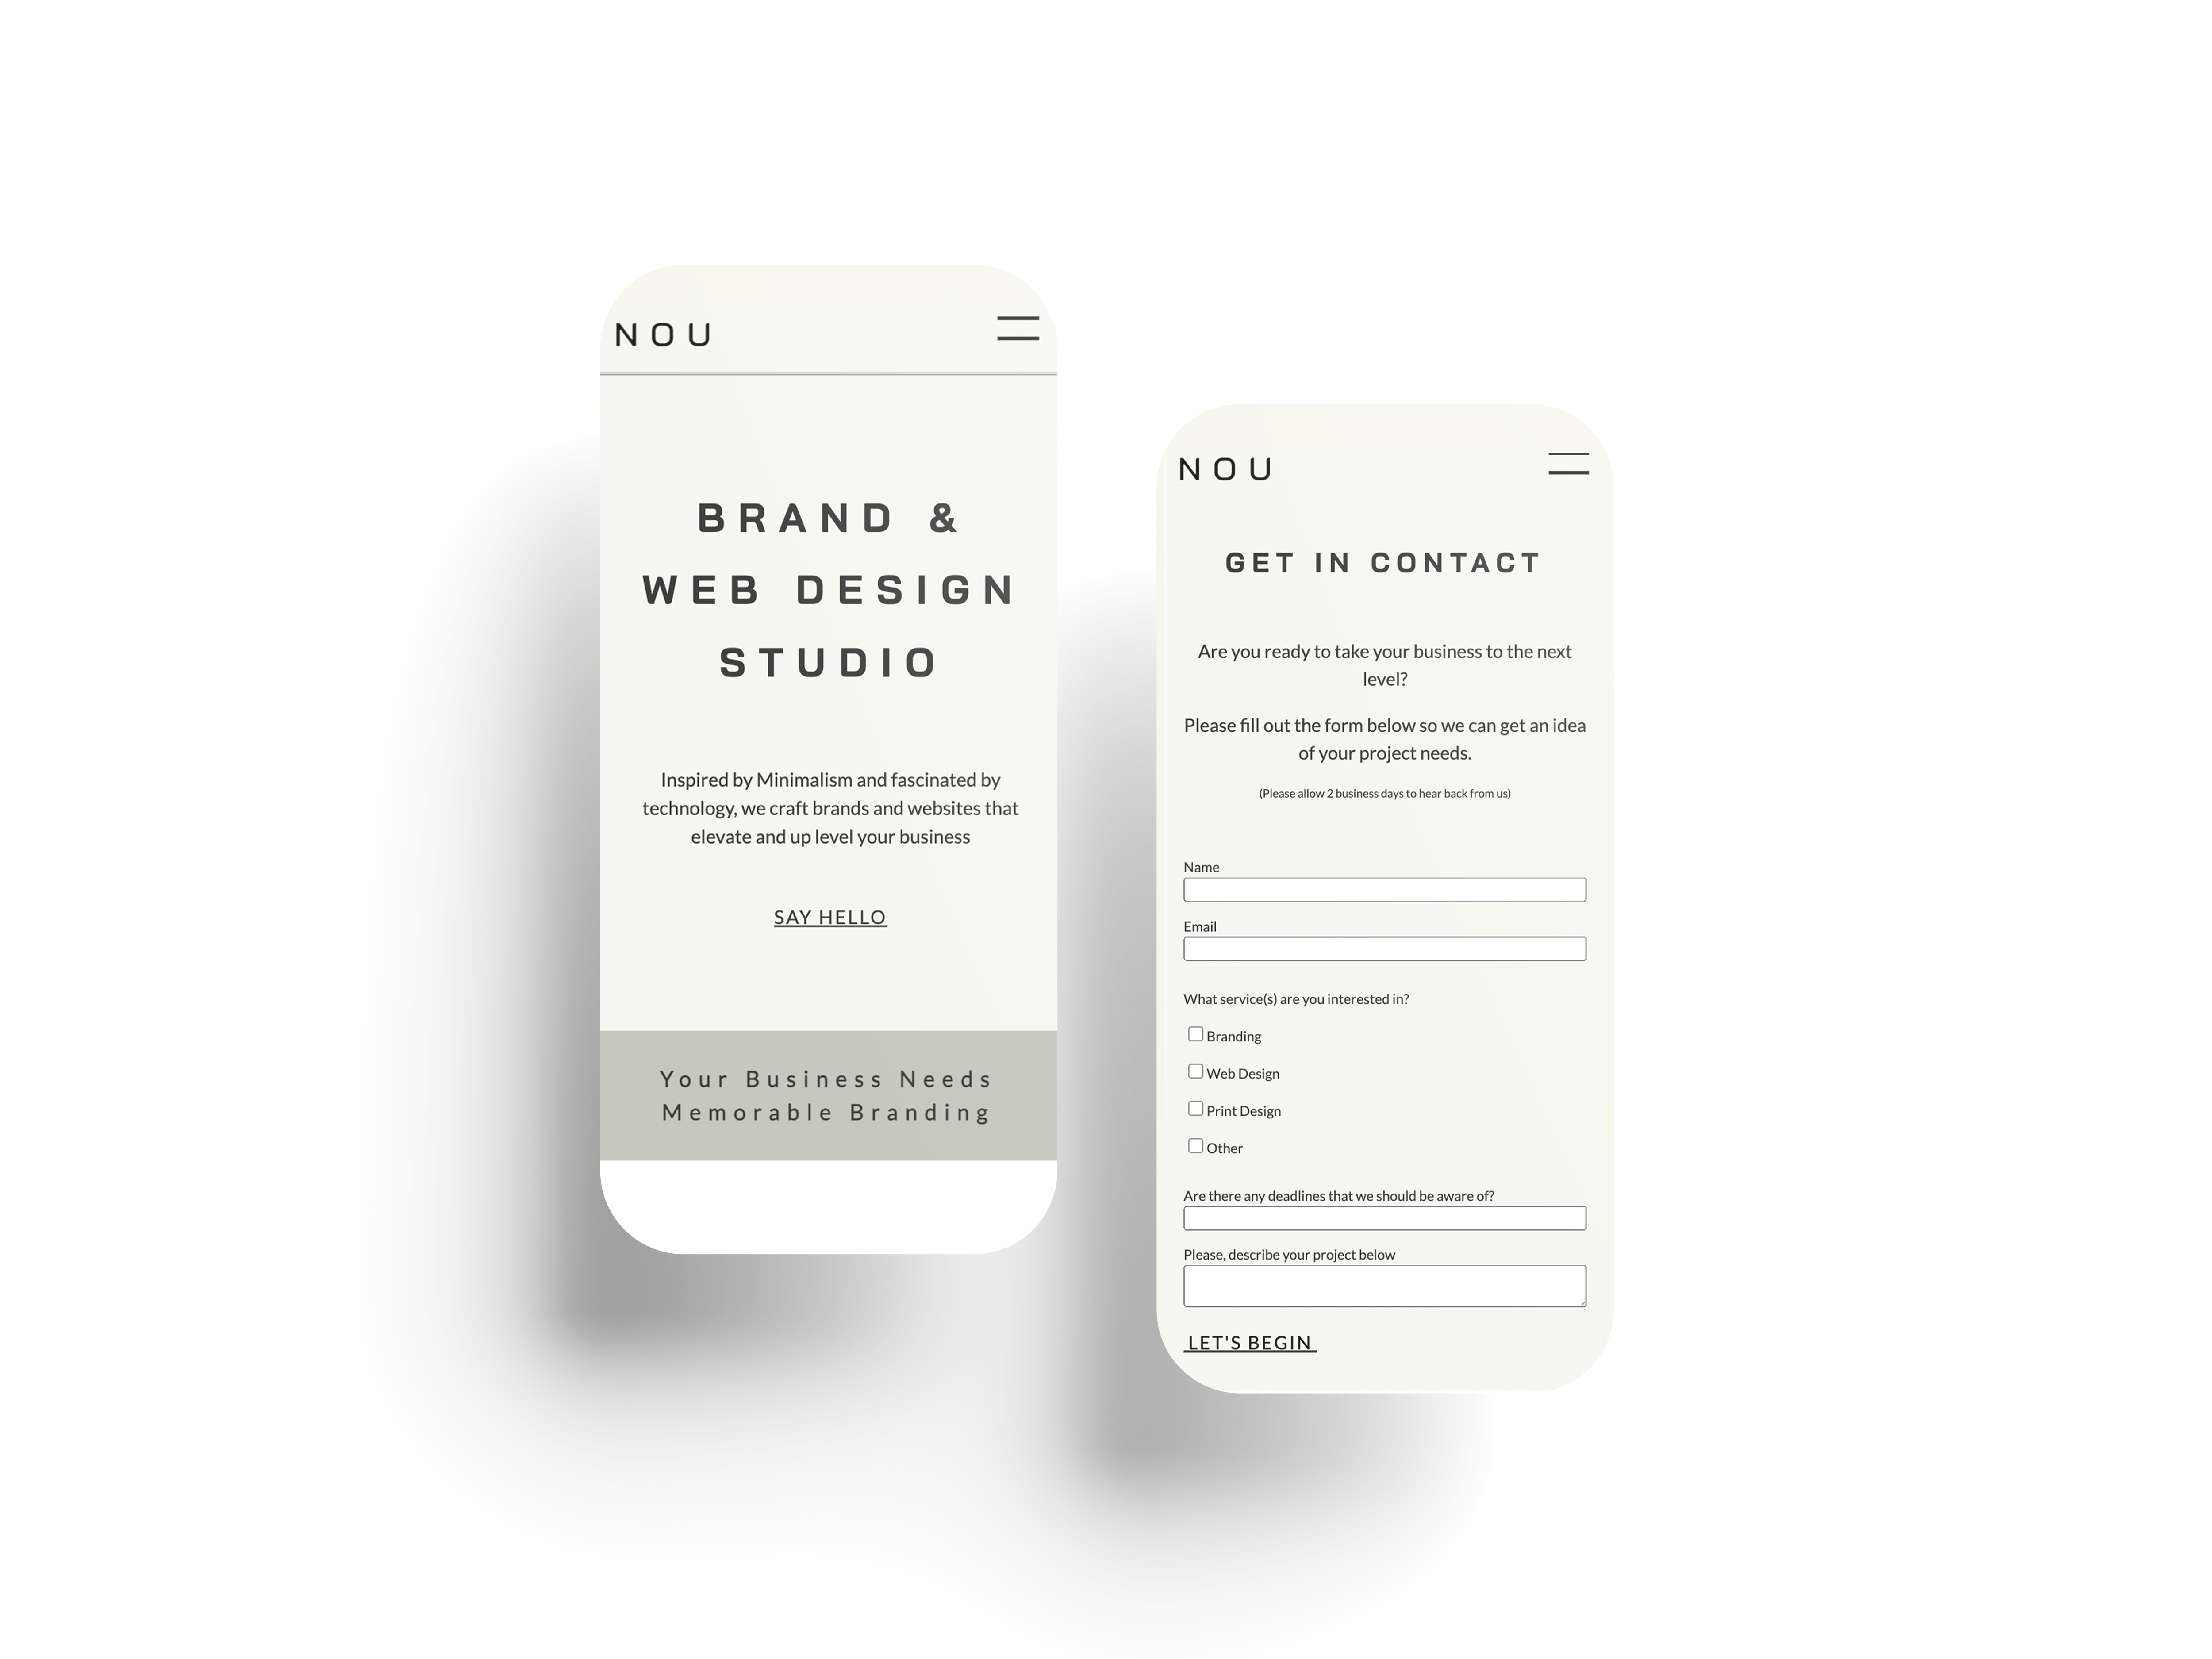 NOU
BRAND &
WEB DESIGN
STUDIO
Inspired by Minimalism and fascinated by
technology, we craft brands and websites that
elevate and up level your business
SAY HELLO
Your Business Needs
Memorable Branding
NOU
GET IN CONTACT
Are you ready to take your business to the next
level?
Please fill out the form below so we can get an idea
of your project needs.
(Please allow 2 business days to hear back from us)
Name
Email
What service(s) are you interested in?
Branding
Web Design
Print Design
Other
Are there any deadlines that we should be aware of?
Please, describe your project below
LET'S BEGIN